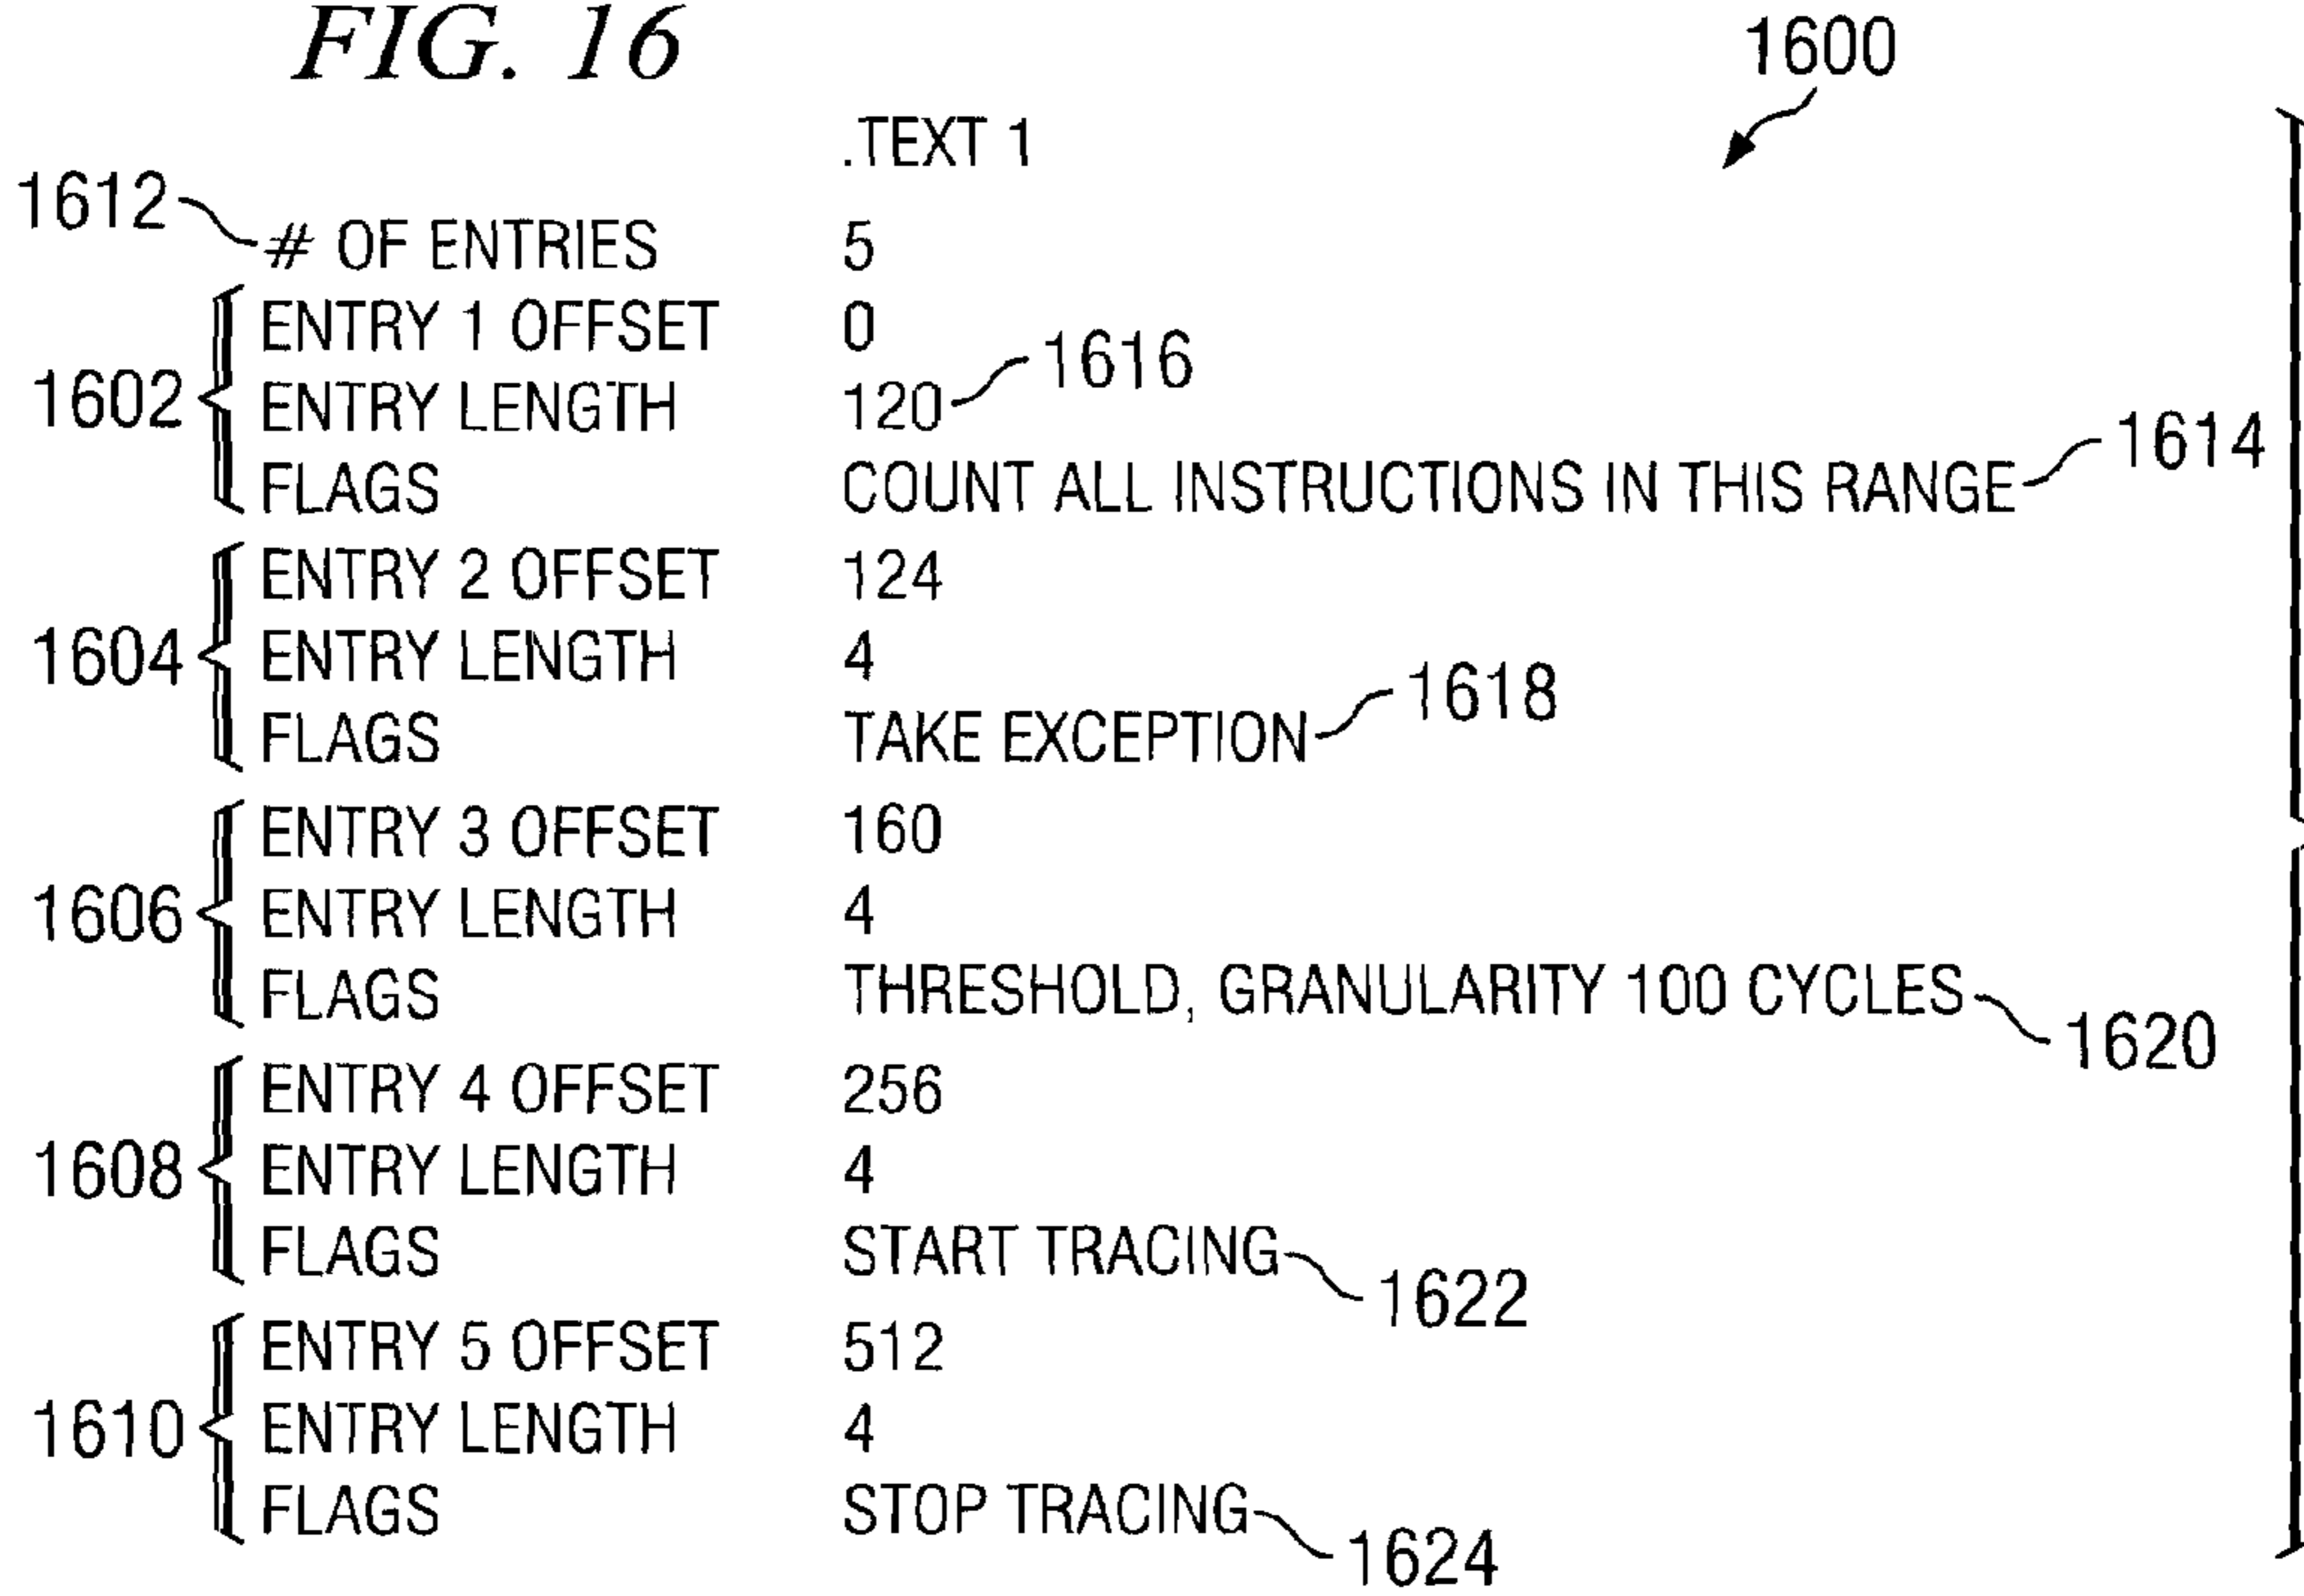 FIG. 16
1600
.TEXT 1
1612
# OF ENTRIES 5
ENTRY 1 OFFSET 0
1616
1602 ENTRY LENGTH 120
1614
FLAGS COUNT ALL INSTRUCTIONS IN THIS RANGE
ENTRY 2 OFFSET 124
1604 ENTRY LENGTH 4
1618
FLAGS TAKE EXCEPTION
ENTRY 3 OFFSET 160
1606 ENTRY LENGTH 4
FLAGS THRESHOLD, GRANULARITY 100 CYCLES
1620
ENTRY 4 OFFSET 256
1608 ENTRY LENGTH 4
FLAGS START TRACING
1622
ENTRY 5 OFFSET 512
1610 ENTRY LENGTH 4
FLAGS STOP TRACING
1624